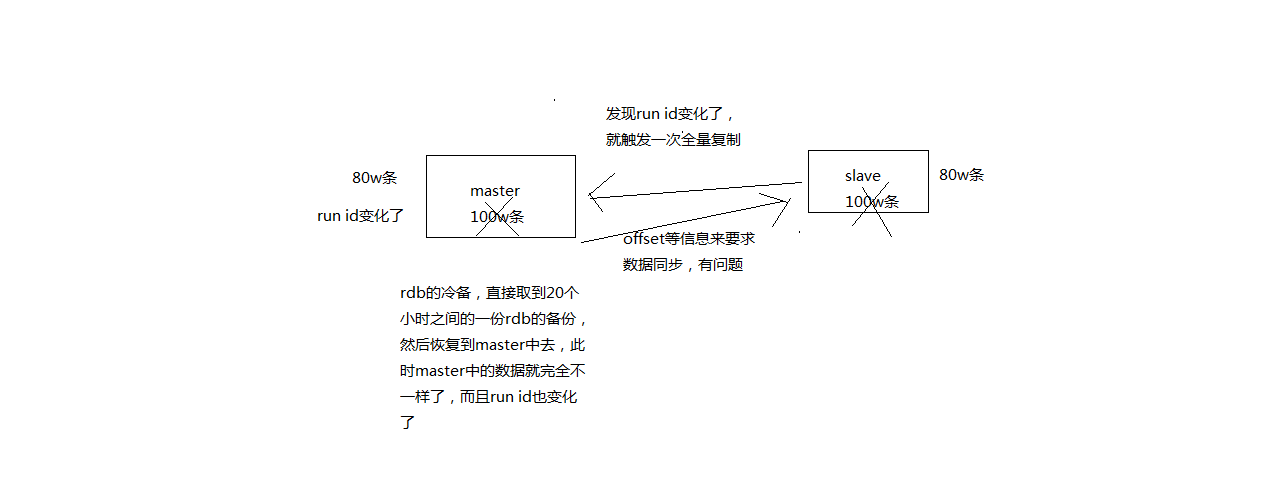 发现run id变化了，
就触发一次全量复制
80w条
master
slave
80w条
run id变化了
100w条
100w条
offset等信息来要求
数据同步，有问题
rdb的冷备，直接取到20个
小时之间的一份rdb的备份，
然后恢复到master中去，此
时master中的数据就完全不
一样了，而且run id也变化
了